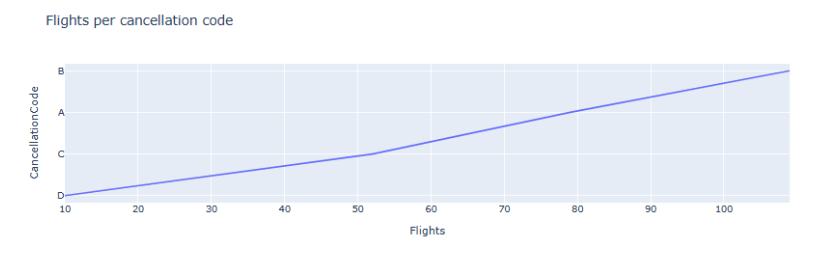 Flights per cancellation code
CancellationCode
B
A
C
D
10 20 30 40 50 60 70 80 90 100
Flights